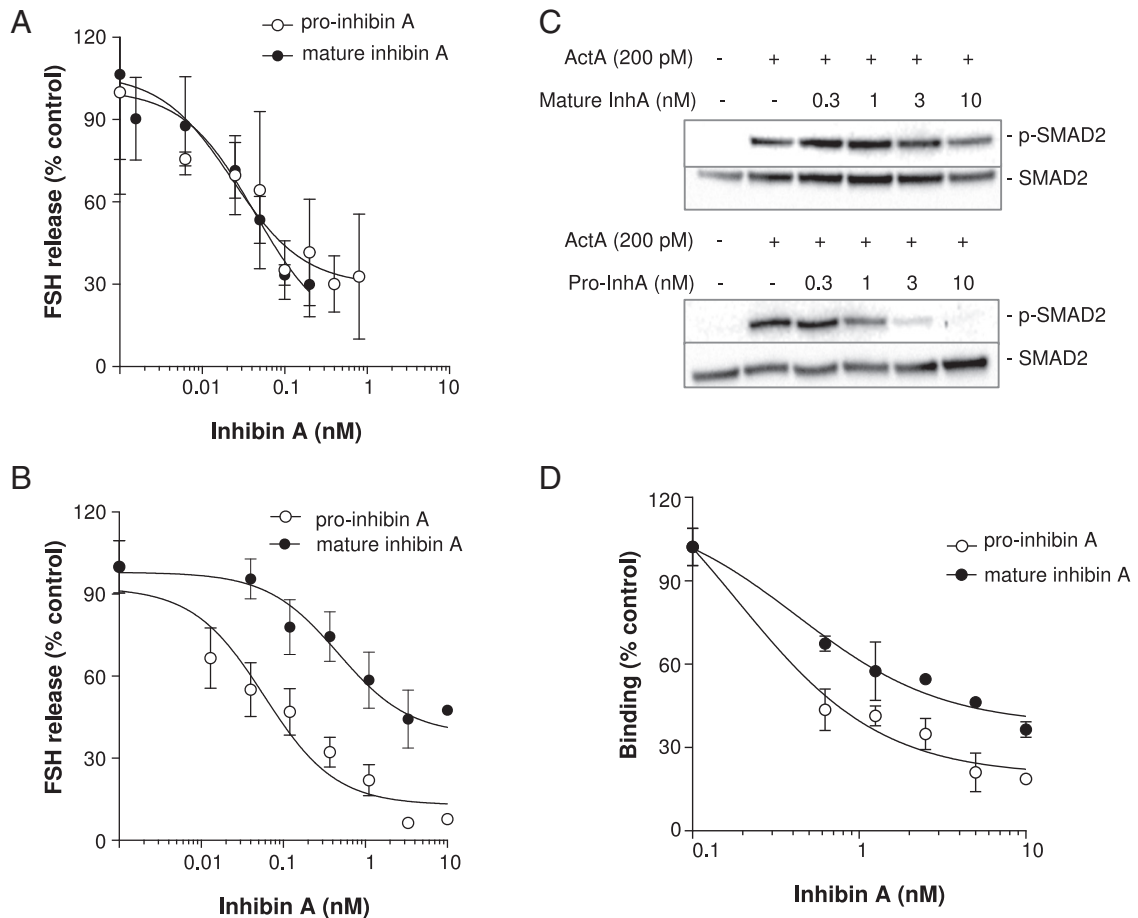 A
pro-inhibin A
mature inhibin A
120
90
60
30
0
FSH release (% control)
0.01
0.1
1
10
Inhibin A (nM)
B
pro-inhibin A
mature inhibin A
120
90
60
30
0
FSH release (% control)
0.01
0.1
1
10
Inhibin A (nM)
C
ActA (200 pM) - + + + + +
Mature InhA (nM) - - 0.3 1 3 10
- p-SMAD2
- SMAD2
ActA (200 pM) - + + + + +
Pro-InhA (nM) - - 0.3 1 3 10
- p-SMAD2
- SMAD2
D
pro-inhibin A
mature inhibin A
120
90
60
30
0
Binding (% control)
0.1
1
10
Inhibin A (nM)